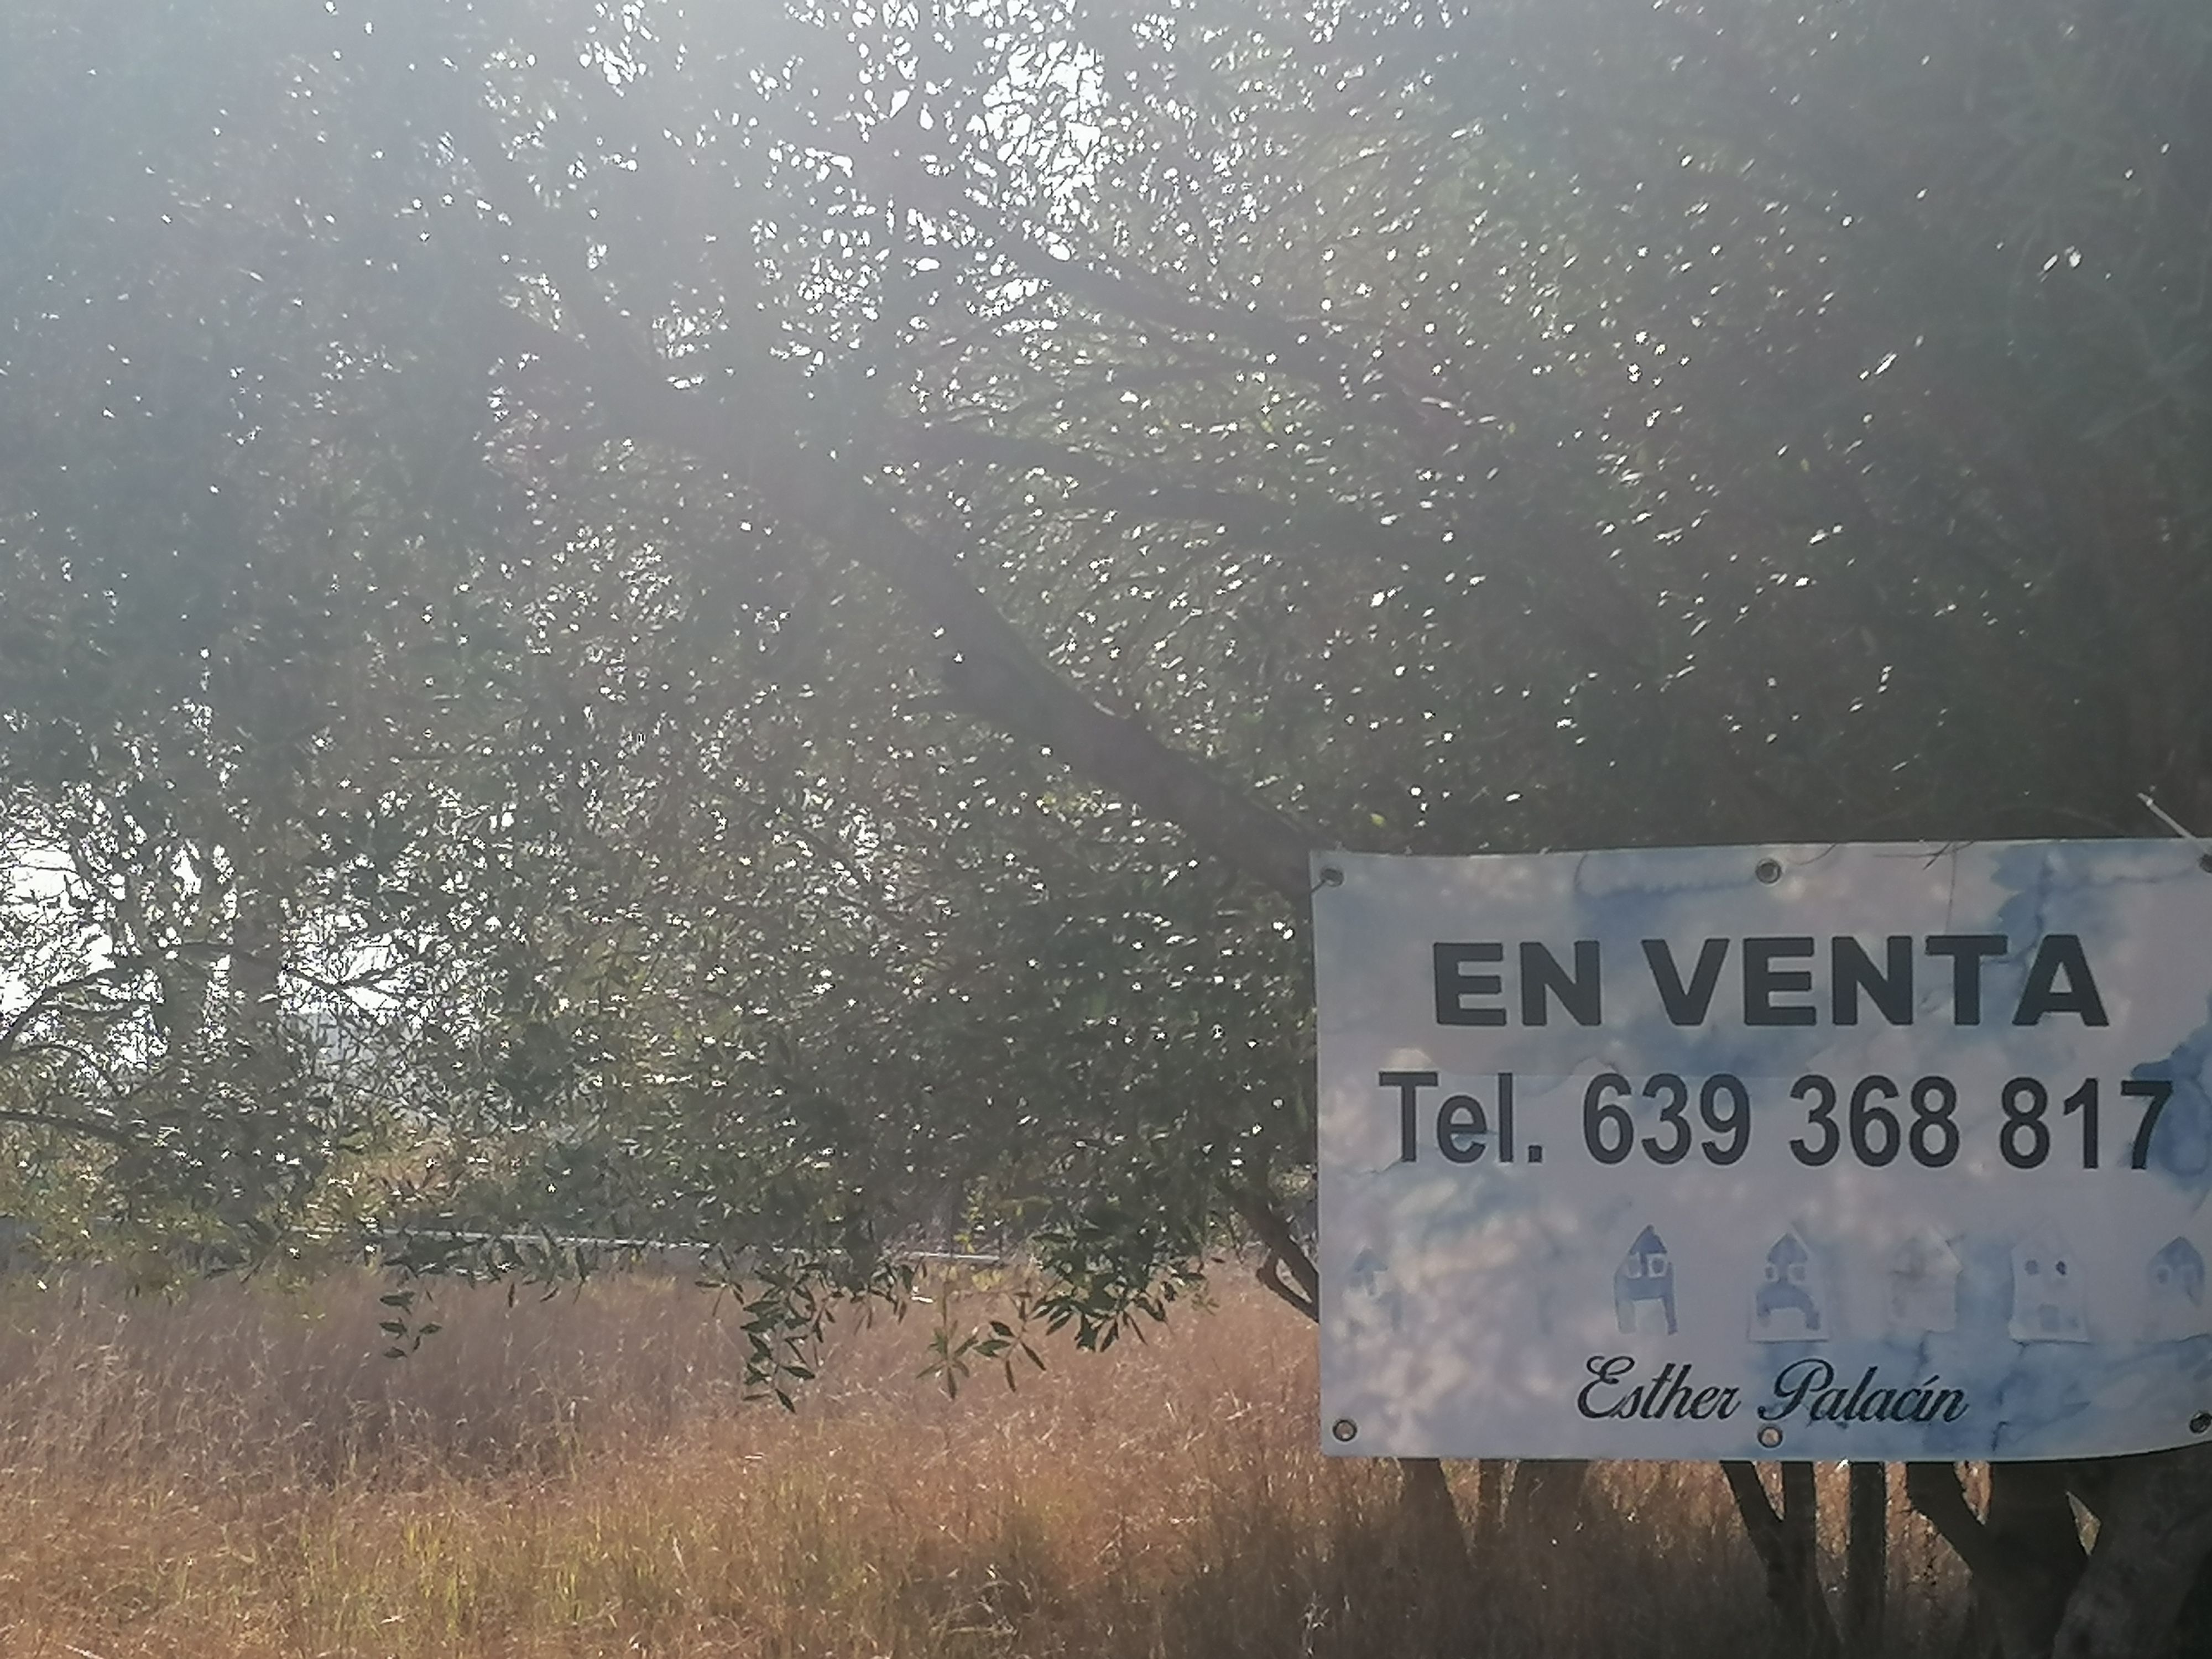 EN VENTA
Tel. 639 368 817
Esther Palacín